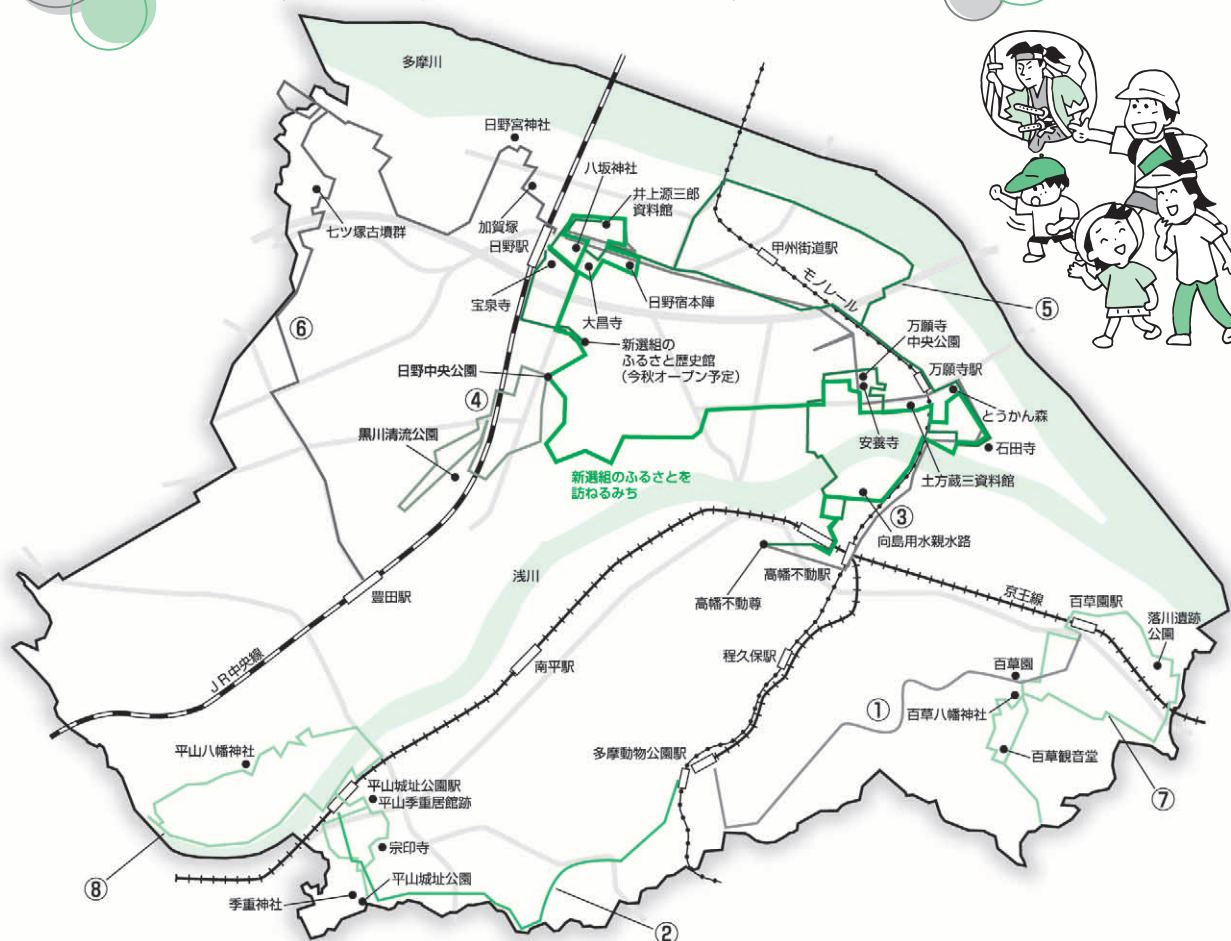 多摩川
日野宮神社
八坂神社
井上源三郎
資料館
七ツ塚古墳群
加賀塚
日野駅
甲州街道駅
モノレール
宝泉寺
大昌寺
日野宿本陣
⑤
⑥
新選組の
ふるさと歴史館
(今秋オープン予定)
万願寺
中央公園
万願寺駅
日野中央公園
④
とうかん森
黒川清流公園
安養寺
石田寺
新選組のふるさとを
訪ねるみち
土方歳三資料館
③
向島用水親水路
浅川
高幡不動駅
豊田駅
高幡不動尊
京王線
百草園駅
落川遺跡
公園
JR中央線
南平駅
程久保駅
百草園
①
百草八幡神社
平山八幡神社
多摩動物公園駅
百草観音堂
平山城址公園駅
平山季重居館跡
⑦
宗印寺
⑧
平山城址公園
季重神社
②